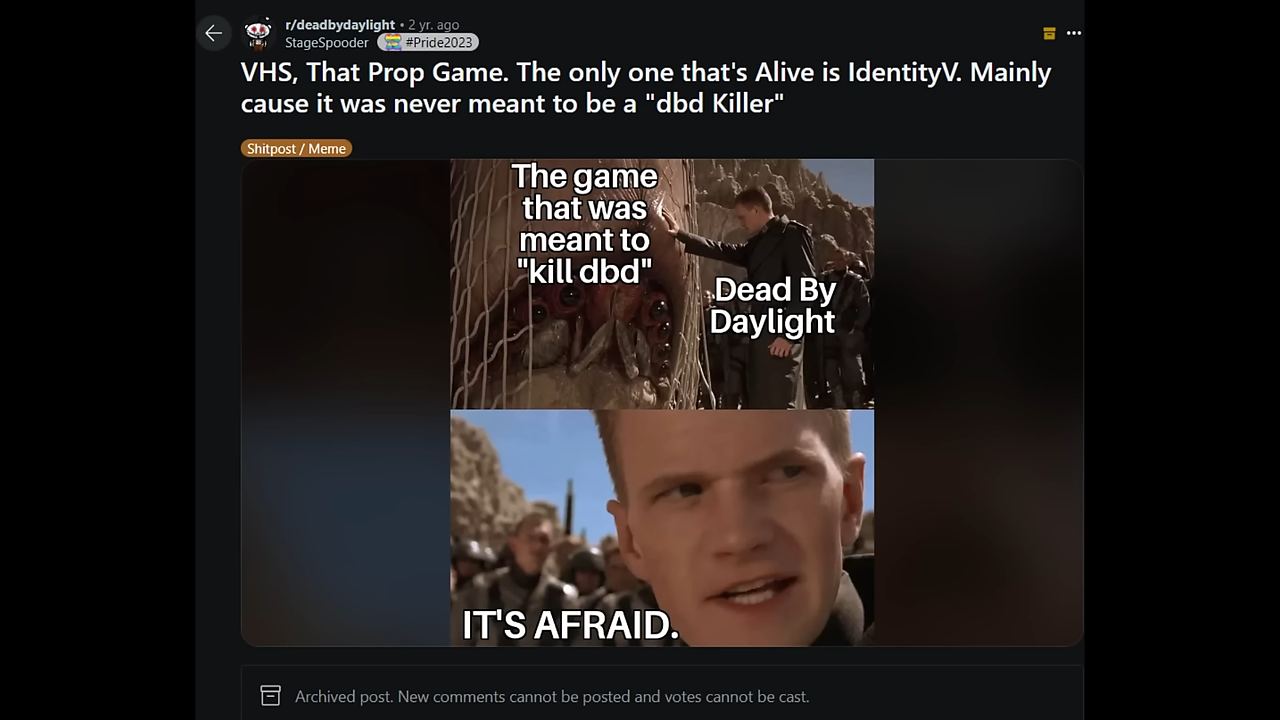 r/deadbydaylight • 2 yr. ago
StageSpooder #Pride2023
VHS, That Prop Game. The only one that's Alive is IdentityV. Mainly
cause it was never meant to be a "dbd Killer"
Shitpost / Meme
The game
that was
meant to
"kill dbd"
Dead By
Daylight
IT'S AFRAID.
Archived post. New comments cannot be posted and votes cannot be cast.